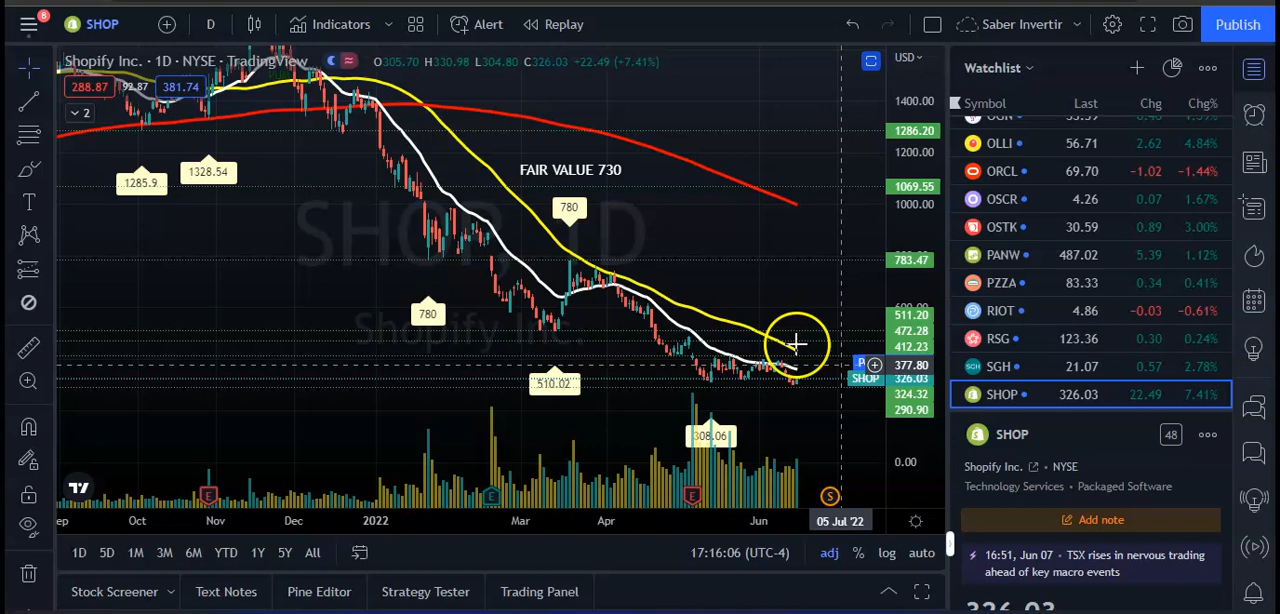 8 SHOP D Indicators Alert Replay Saber Invertir Publish
Shopify Inc. · 1D · NYSE · TradingView O305.70 H330.98 L304.80 C326.03 +22.49 (+7.41%) USD
288.87 92.87 381.74
2
FAIR VALUE 730
1285.9...
1328.54
780
780
...510.02...
308.06
SHOP, 1D
Shopify Inc.
1400.00
1286.20
1200.00
1069.55
1000.00
783.47
600.00
511.20
472.28
412.23
377.80
SHOP 326.03
324.32
290.90
0.00
E E E S
Oct Nov Dec 2022 Mar Apr Jun 05 Jul '22
1D 5D 1M 3M 6M YTD 1Y 5Y All 17:16:06 (UTC-4) adj % log auto
Stock Screener Text Notes Pine Editor Strategy Tester Trading Panel
Watchlist
Symbol Last Chg Chg%
OLLI 56.71 2.62 4.84%
ORCL 69.70 −1.02 −1.44%
OSCR 4.26 0.07 1.67%
OSTK 30.59 0.89 3.00%
PANW 487.02 5.39 1.12%
PZZA 83.33 0.34 0.41%
RIOT 4.86 −0.03 −0.61%
RSG 123.36 0.30 0.24%
SGH 21.07 0.57 2.78%
SHOP 326.03 22.49 7.41%
SHOP 48
Shopify Inc. • NYSE
Technology Services • Packaged Software
Add note
16:51, Jun 07 • TSX rises in nervous trading
ahead of key macro events
326.03